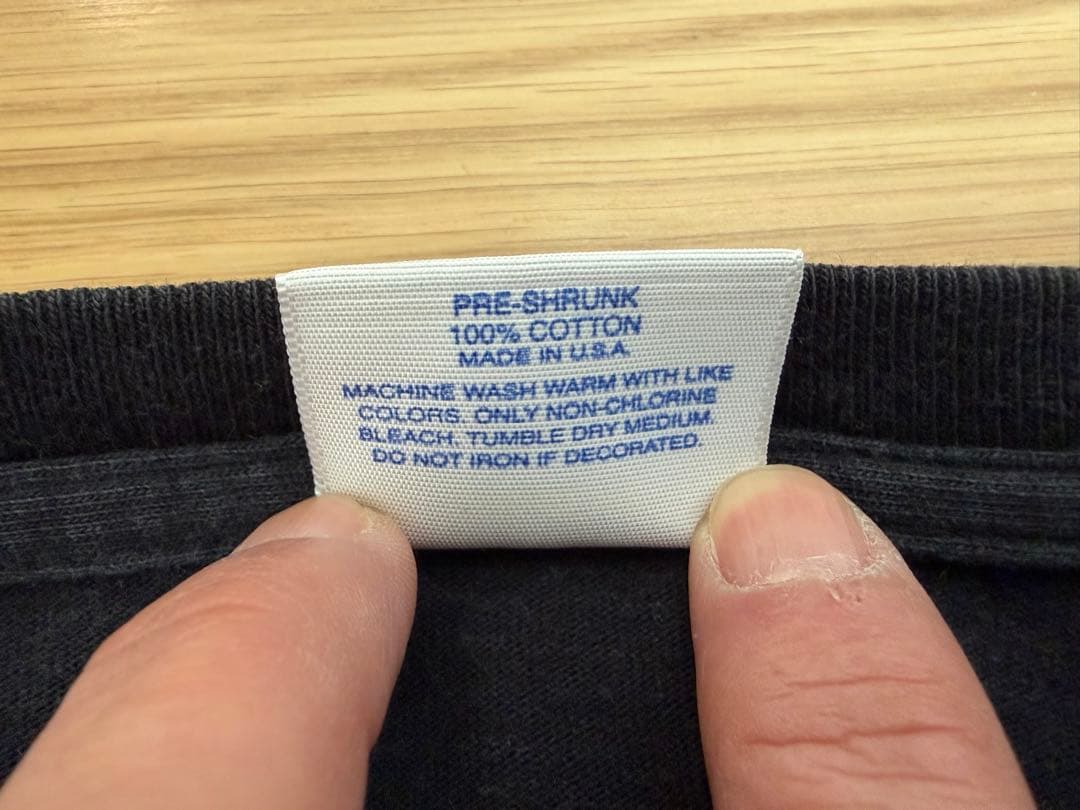 PRE-SHRUNK
100% COTTON
MADE IN U.S.A.
MACHINE WASH WARM WITH LIKE
COLORS. ONLY NON-CHLORINE
BLEACH. TUMBLE DRY MEDIUM.
DO NOT IRON IF DECORATED.